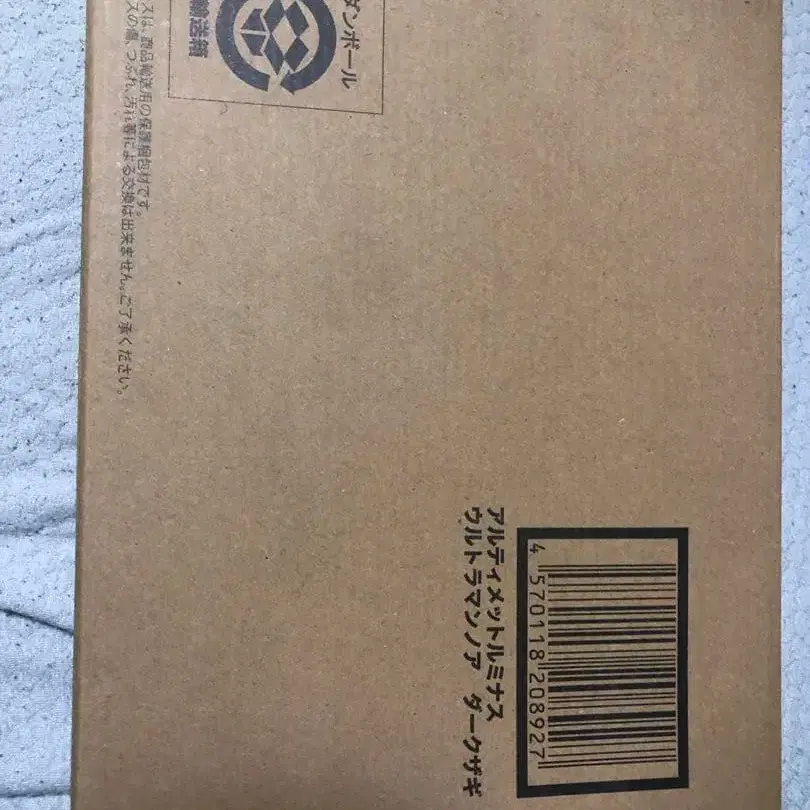 ダンボール
輸送箱
スは、商品輸送用の保護梱包材です。
スの傷、つぶれ、汚れ等による交換は出来ません。ご了承ください。
アルティメットルミナス
ウルトラマンノア ダークザギ
4 570118 208927